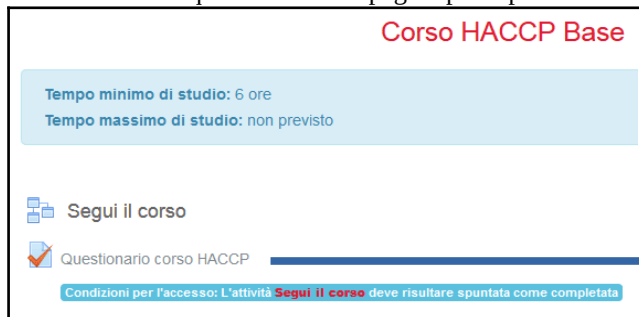 Corso HACCP Base
Tempo minimo di studio: 6 ore
Tempo massimo di studio: non previsto
Segui il corso
Questionario corso HACCP
Condizioni per l'accesso: L'attività Segui il corso deve risultare spuntata come completata